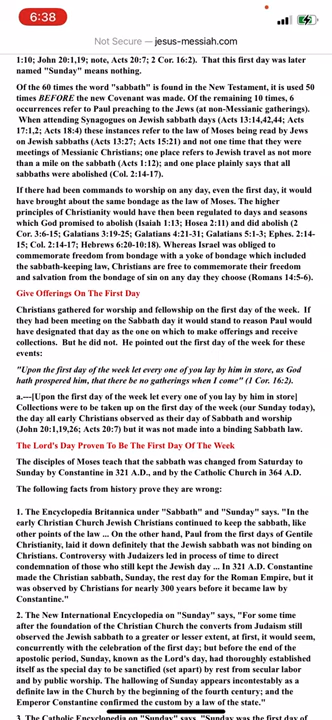 6:38
Not Secure — jesus-messiah.com
1:10; John 20:1,19; note, Acts 20:7; 2 Cor. 16:2).  That this first day was later
named "Sunday" means nothing.
Of the 60 times the word "sabbath" is found in the New Testament, it is used 50
times BEFORE the new Covenant was made. Of the remaining 10 times, 6
occurrences refer to Paul preaching to the Jews (at non-Messianic gatherings).
When attending Synagogues on Jewish sabbath days (Acts 13:14,42,44; Acts
17:1,2; Acts 18:4) these instances refer to the law of Moses being read by Jews
on Jewish sabbaths (Acts 13:27; Acts 15:21) and not one time that they were
meetings of Messianic Christians; one place refers to Jewish travel as not more
than a mile on the sabbath (Acts 1:12); and one place plainly says that all
sabbaths were abolished (Col. 2:14-17).
If there had been commands to worship on any day, even the first day, it would
have brought about the same bondage as the law of Moses. The higher
principles of Christianity would have then been regulated to days and seasons
which God promised to abolish (Isaiah 1:13; Hosea 2:11) and did abolish (2
Cor. 3:6-15; Galatians 3:19-25; Galatians 4:21-31; Galatians 5:1-3; Ephes. 2:14-
15; Col. 2:14-17; Hebrews 6:20-10:18). Whereas Israel was obliged to
commemorate freedom from bondage with a yoke of bondage which included
the sabbath-keeping law, Christians are free to commemorate their freedom
and salvation from the bondage of sin on any day they choose (Romans 14:5-6).
Give Offerings On The First Day
Christians gathered for worship and fellowship on the first day of the week.  If
they had been meeting on the Sabbath day it would stand to reason Paul would
have designated that day as the one on which to make offerings and receive
collections.  But he did not.  He pointed out the first day of the week for these
events:
"Upon the first day of the week let every one of you lay by him in store, as God
hath prospered him, that there be no gatherings when I come" (1 Cor. 16:2).
a.---[Upon the first day of the week let every one of you lay by him in store]
Collections were to be taken up on the first day of the week (our Sunday today),
the day all early Christians observed as their day of Sabbath and worship
(John 20:1,19,26; Acts 20:7) but it was not made into a binding Sabbath law.
The Lord's Day Proven To Be The First Day Of The Week
The disciples of Moses teach that the sabbath was changed from Saturday to
Sunday by Constantine in 321 A.D., and by the Catholic Church in 364 A.D.
The following facts from history prove they are wrong:
1. The Encyclopedia Britannica under "Sabbath" and "Sunday" says. "In the
early Christian Church Jewish Christians continued to keep the sabbath, like
other points of the law ... On the other hand, Paul from the first days of Gentile
Christianity, laid it down definitely that the Jewish sabbath was not binding on
Christians. Controversy with Judaizers led in process of time to direct
condemnation of those who still kept the Jewish day ... In 321 A.D. Constantine
made the Christian sabbath, Sunday, the rest day for the Roman Empire, but it
was observed by Christians for nearly 300 years before it became law by
Constantine."
2. The New International Encyclopedia on "Sunday" says, "For some time
after the foundation of the Christian Church the converts from Judaism still
observed the Jewish sabbath to a greater or lesser extent, at first, it would seem,
concurrently with the celebration of the first day; but before the end of the
apostolic period, Sunday, known as the Lord's day, had thoroughly established
itself as the special day to be sanctified (set apart) by rest from secular labor
and by public worship. The hallowing of Sunday appears incontestably as a
definite law in the Church by the beginning of the fourth century; and the
Emperor Constantine confirmed the custom by a law of the state."
3. The Catholic Encyclopedia on "Sunday" says, "Sunday was the first day of